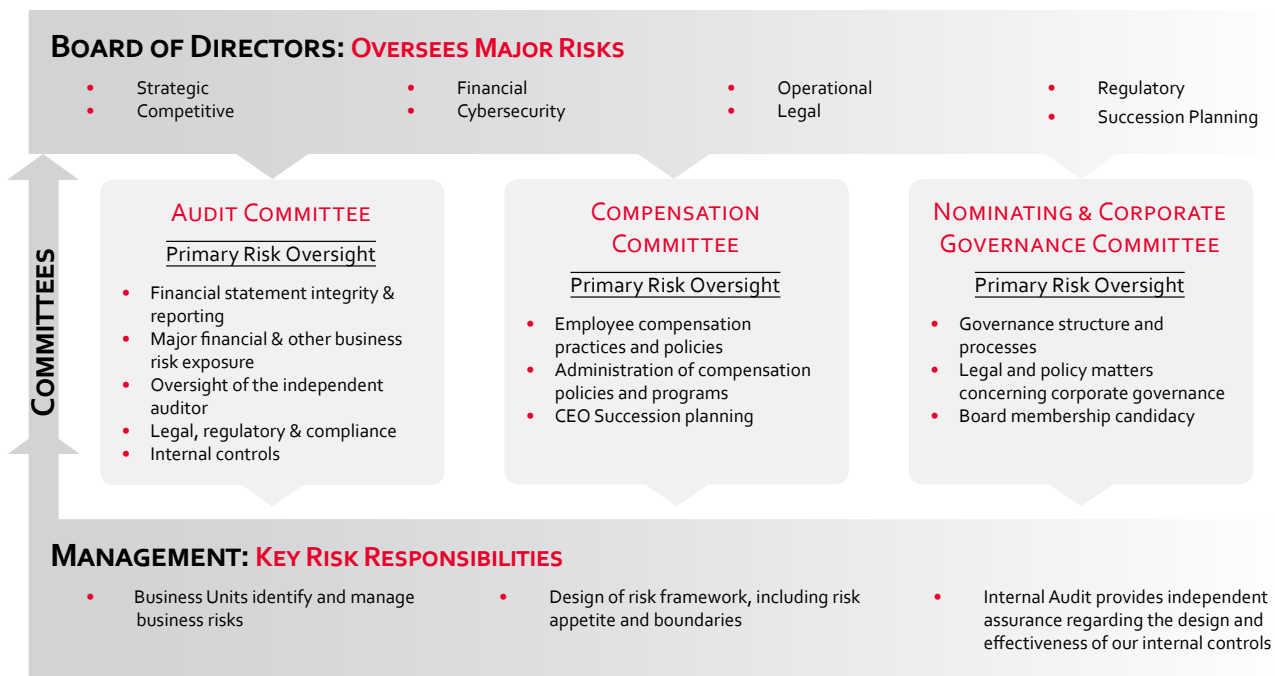 BOARD OF DIRECTORS: OVERSEES MAJOR RISKS
• Strategic
• Competitive
• Financial
• Cybersecurity
• Operational
• Legal
• Regulatory
• Succession Planning
COMMITTEES
AUDIT COMMITTEE
Primary Risk Oversight
• Financial statement integrity &
reporting
• Major financial & other business
risk exposure
• Oversight of the independent
auditor
• Legal, regulatory & compliance
• Internal controls
COMPENSATION
COMMITTEE
Primary Risk Oversight
• Employee compensation
practices and policies
• Administration of compensation
policies and programs
• CEO Succession planning
NOMINATING & CORPORATE
GOVERNANCE COMMITTEE
Primary Risk Oversight
• Governance structure and
processes
• Legal and policy matters
concerning corporate governance
• Board membership candidacy
MANAGEMENT: KEY RISK RESPONSIBILITIES
• Business Units identify and manage
business risks
• Design of risk framework, including risk
appetite and boundaries
• Internal Audit provides independent
assurance regarding the design and
effectiveness of our internal controls